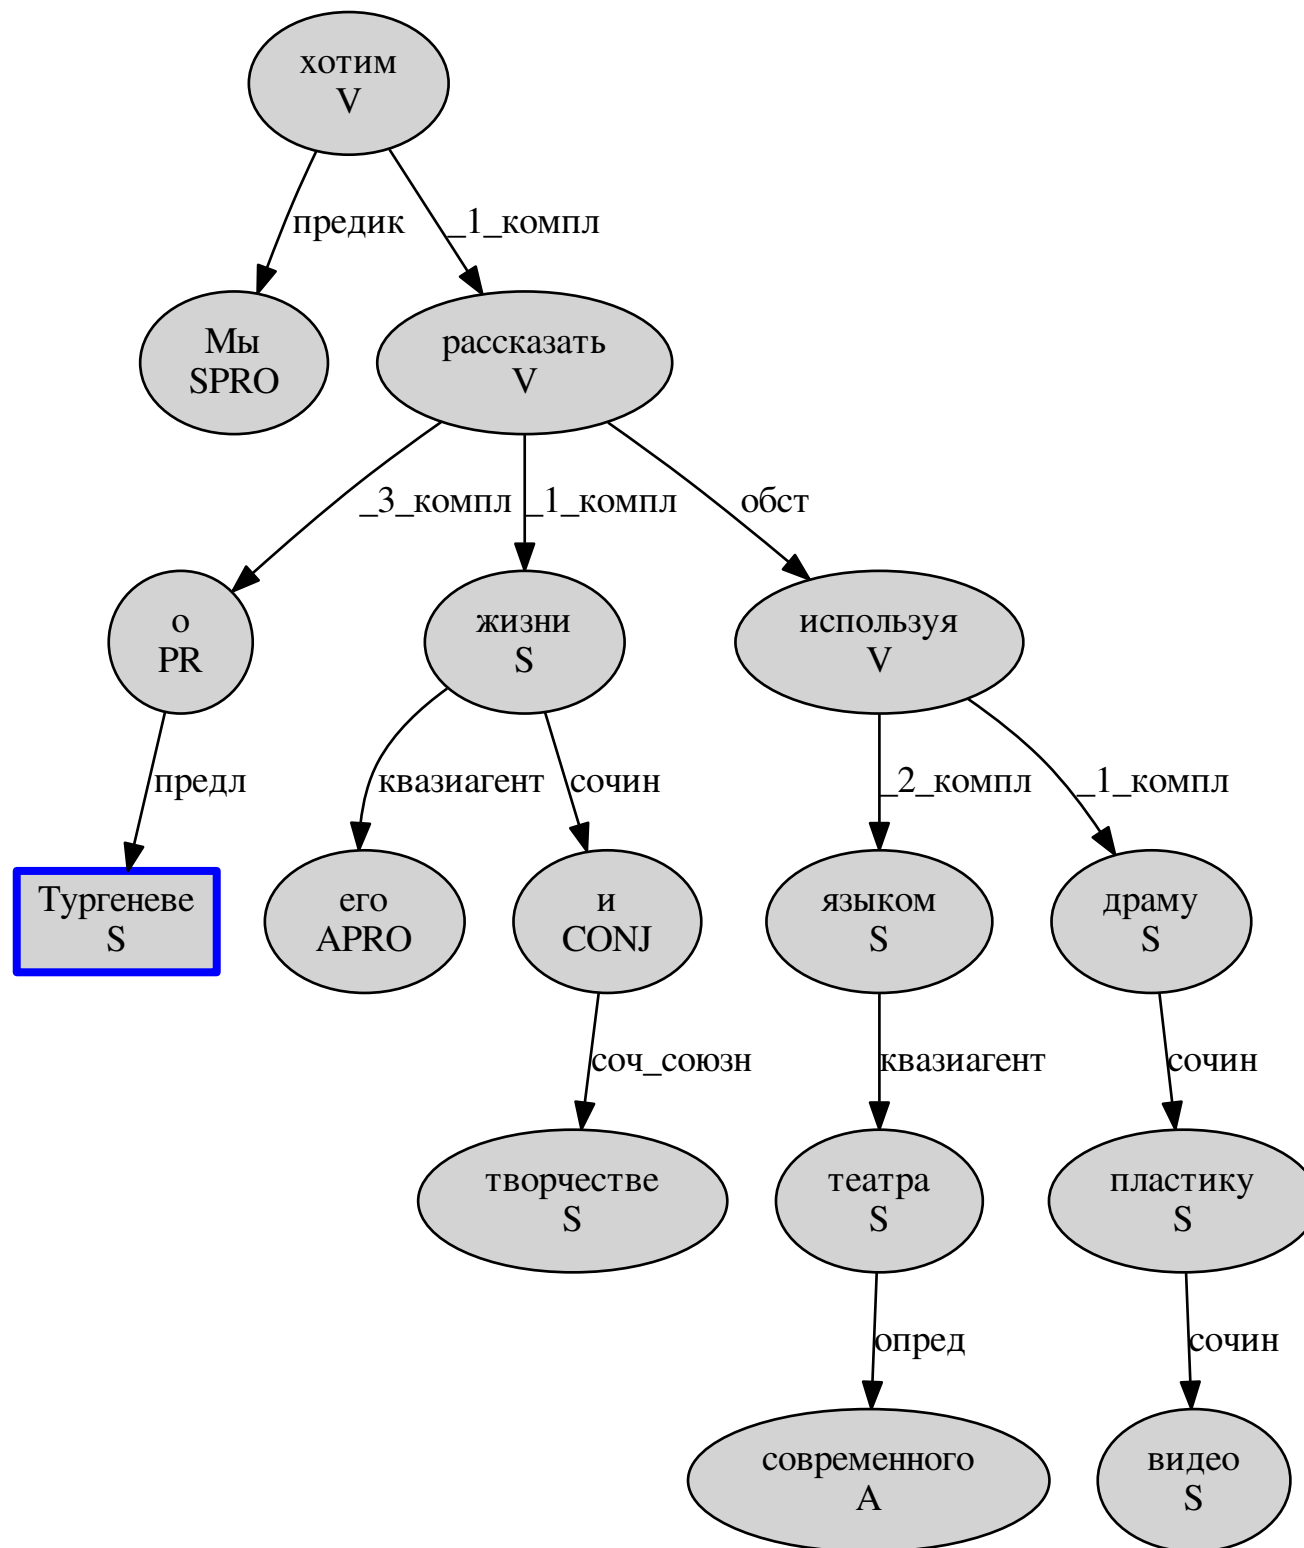 хотим
V
предик
_1_компл
Мы
SPRO
рассказать
V
_3_компл
_1_компл
обст
о
PR
жизни
S
используя
V
предл
квазиагент
сочин
_2_компл
_1_компл
Тургеневе
S
его
APRO
и
CONJ
языком
S
драму
S
соч_союзн
квазиагент
сочин
творчестве
S
театра
S
пластику
S
опред
сочин
современного
A
видео
S